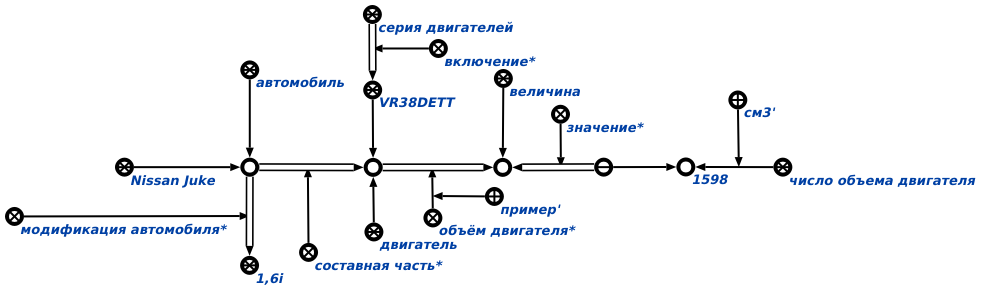 серия двигателей
включение*
автомобиль
VR38DETT
величина
значение*
см3'
Nissan Juke
1598
число объема двигателя
модификация автомобиля*
пример'
объём двигателя*
двигатель
составная часть*
1,6i